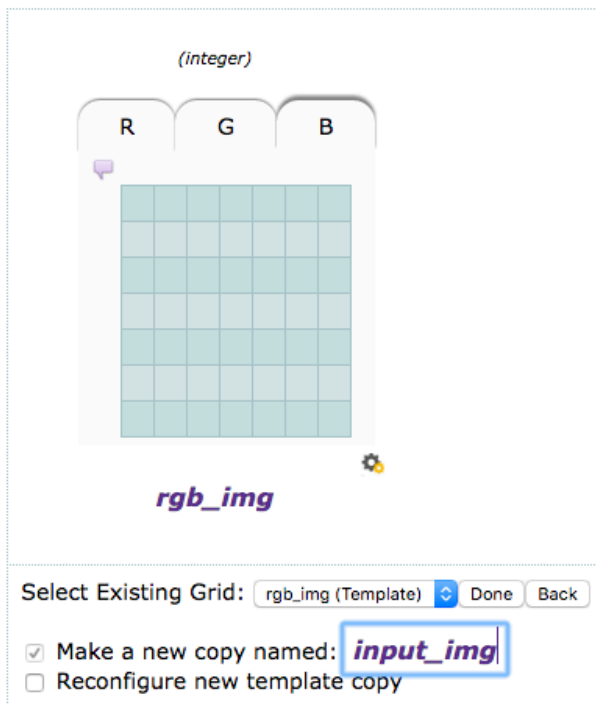 (integer)
R G B
rgb_img
Select Existing Grid: rgb_img (Template) Done Back
Make a new copy named: input_img
Reconfigure new template copy